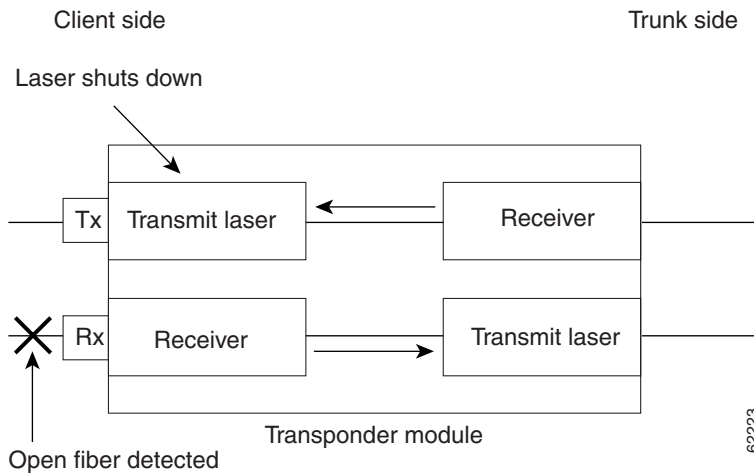 Client side
Trunk side
Laser shuts down
Tx
Transmit laser
Receiver
Rx
Receiver
Transmit laser
Transponder module
Open fiber detected
62223